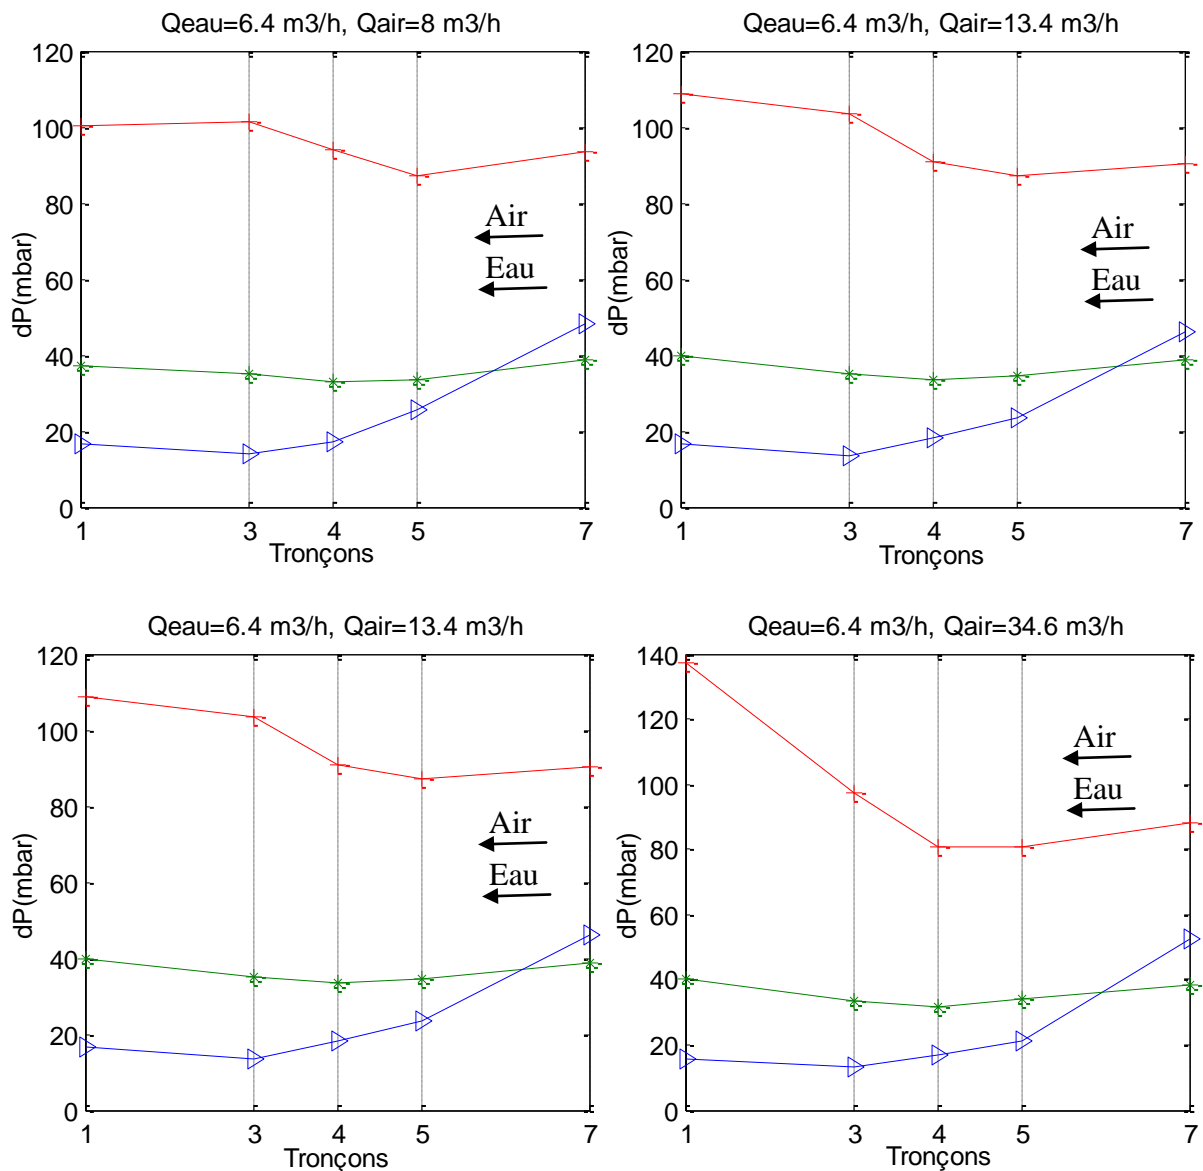 Qeau=6.4 m3/h, Qair=8 m3/h
120
100
80
60
40
20
0
dP(mbar)
Air
Eau
1 3 4 5 7
Tronçons
Qeau=6.4 m3/h, Qair=13.4 m3/h
120
100
80
60
40
20
0
dP(mbar)
Air
Eau
1 3 4 5 7
Tronçons
Qeau=6.4 m3/h, Qair=13.4 m3/h
120
100
80
60
40
20
0
dP(mbar)
Air
Eau
1 3 4 5 7
Tronçons
Qeau=6.4 m3/h, Qair=34.6 m3/h
140
120
100
80
60
40
20
0
dP(mbar)
Air
Eau
1 3 4 5 7
Tronçons